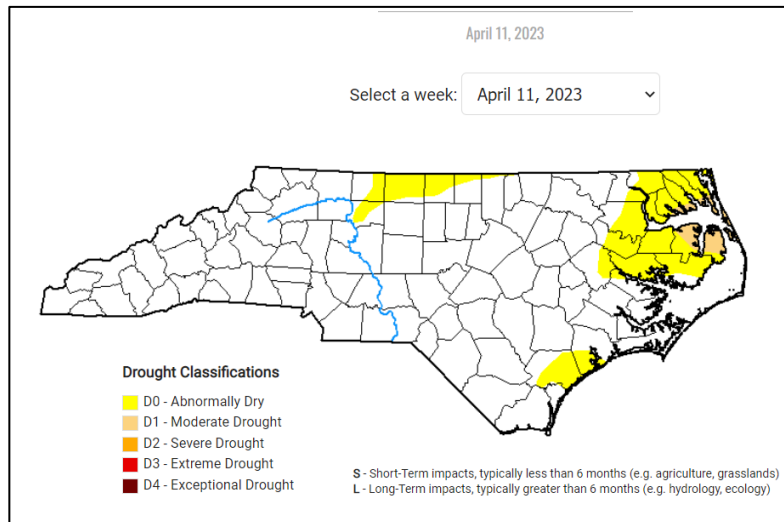 April 11, 2023
Select a week: April 11, 2023
Drought Classifications
D0 - Abnormally Dry
D1 - Moderate Drought
D2 - Severe Drought
D3 - Extreme Drought
D4 - Exceptional Drought
S - Short-Term impacts, typically less than 6 months (e.g. agriculture, grasslands)
L - Long-Term impacts, typically greater than 6 months (e.g. hydrology, ecology)